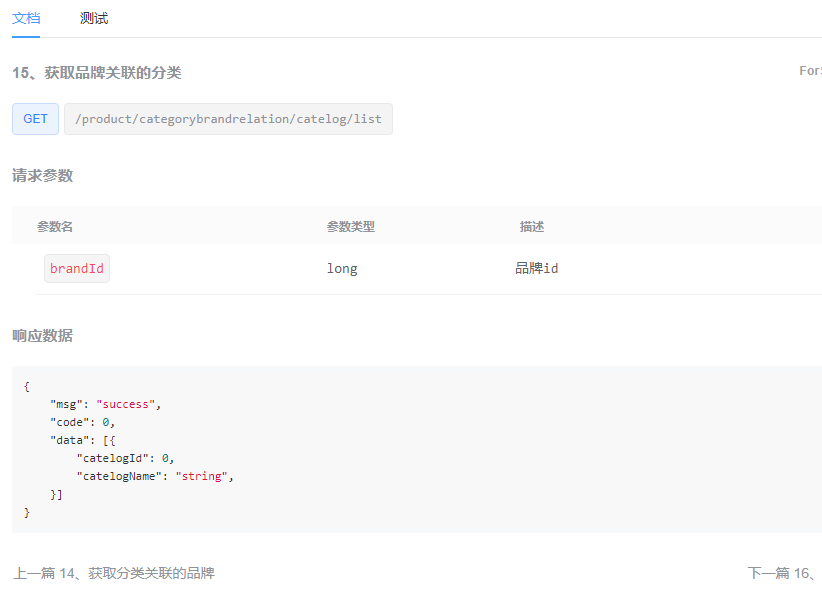 文档 测试
15、获取品牌关联的分类 For
GET /product/categorybrandrelation/catelog/list
请求参数
参数名 参数类型 描述
brandId long 品牌id
响应数据
{
"msg": "success",
"code": 0,
"data": [{
"catelogId": 0,
"catelogName": "string",
}]
}
上一篇 14、获取分类关联的品牌 下一篇 16、